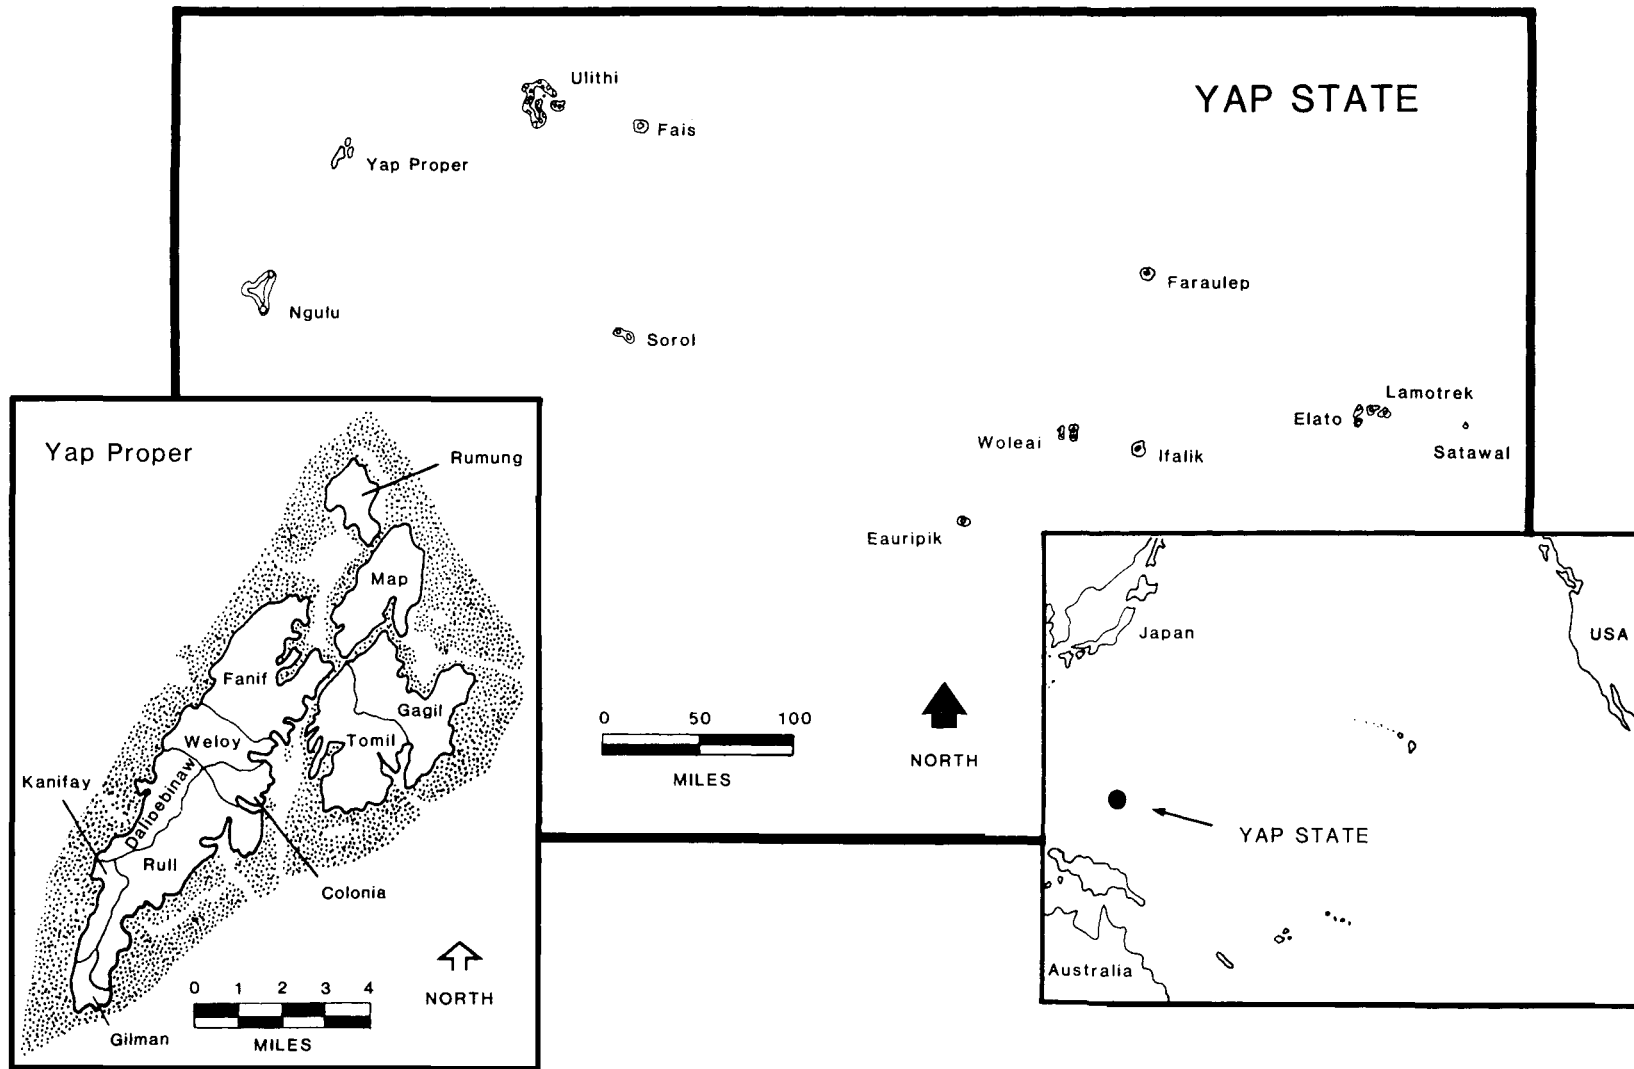 YAP STATE
Ulithi
Fais
Yap Proper
Ngulu
Sorol
Faraulep
Lamotrek
Elato
Satawal
Woleai
Ifalik
Eauripik
0 50 100
MILES
NORTH
Yap Proper
Rumung
Map
Fanif
Gagil
Weloy
Tomil
Kanifay
Dalipebinaw
Rull
Colonia
Gilman
0 1 2 3 4
MILES
NORTH
Japan
USA
YAP STATE
Australia